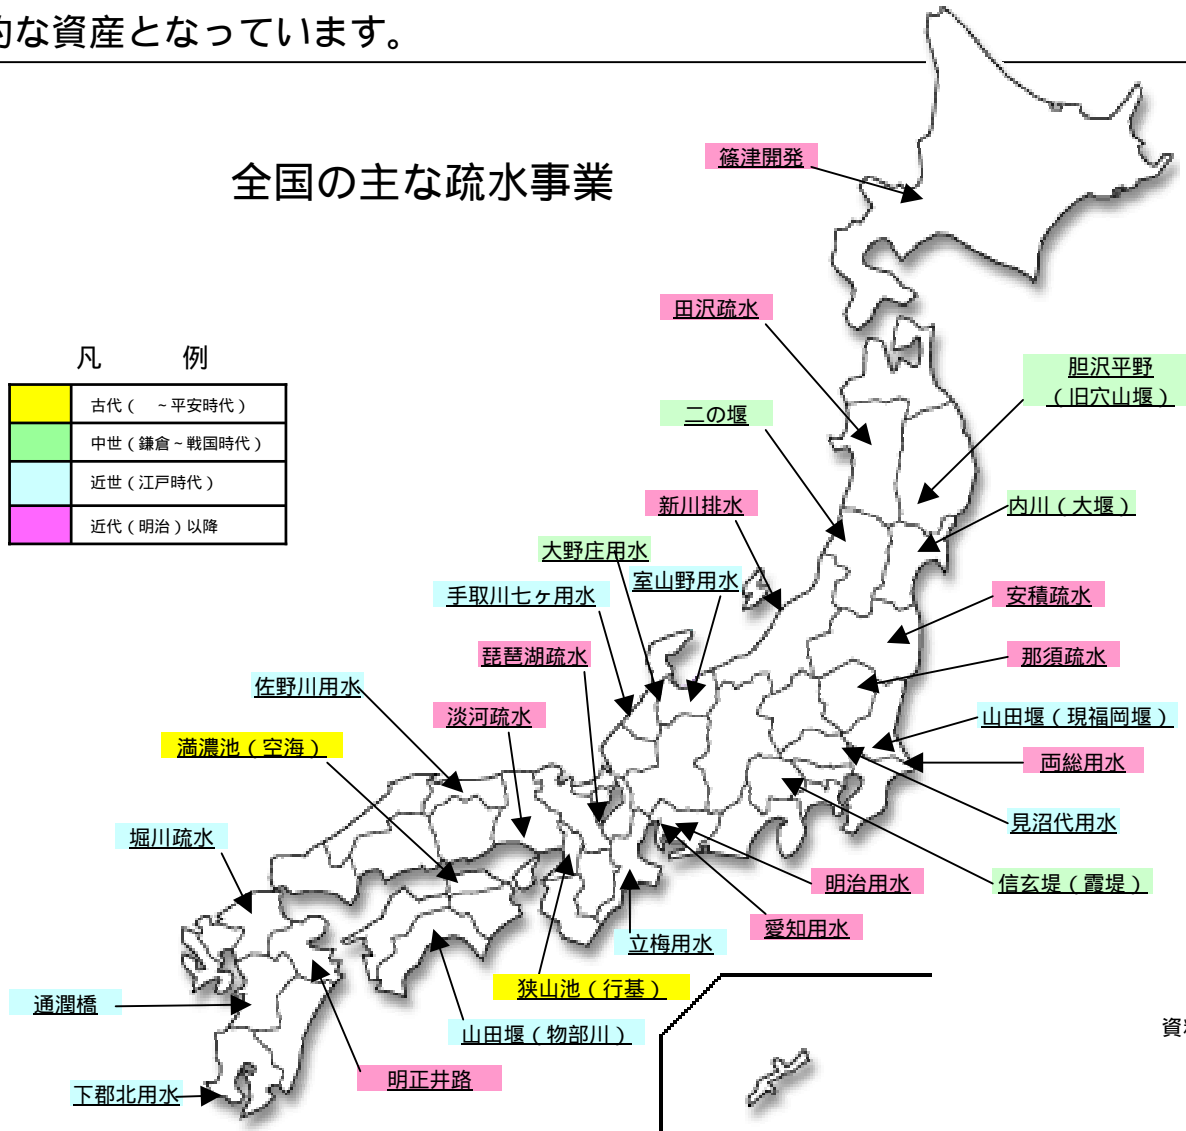 的な資産となっています。
全国の主な疏水事業
篠津開発
田沢疏水
凡　例
古代（　～平安時代）
中世（鎌倉～戦国時代）
近世（江戸時代）
近代（明治）以降
胆沢平野
（旧穴山堰）
二の堰
新川排水
内川（大堰）
大野庄用水
室山野用水
手取川七ヶ用水
安積疏水
琵琶湖疏水
那須疏水
佐野川用水
淡河疏水
山田堰（現福岡堰）
満濃池（空海）
両総用水
見沼代用水
堀川疏水
明治用水
信玄堤（霞堤）
愛知用水
立梅用水
狭山池（行基）
通潤橋
山田堰（物部川）
資料
明正井路
下郡北用水